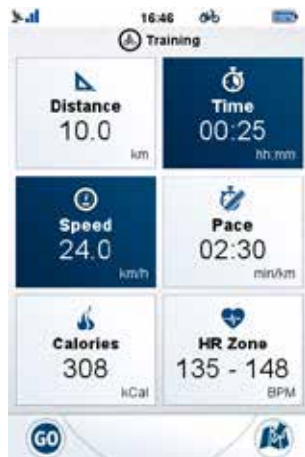 16:46
Training
Distance
10.0
km
Time
00:25
hh:mm
Speed
24.0
km/h
Pace
02:30
min/km
Calories
308
kCal
HR Zone
135 - 148
BPM
GO